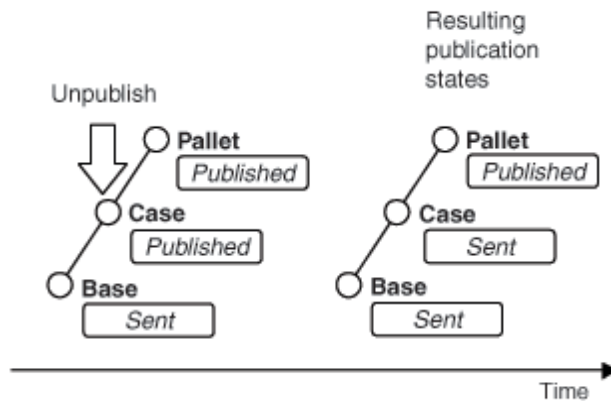 Resulting
publication
states
Unpublish
Pallet
Published
Case
Published
Base
Sent
Pallet
Published
Case
Sent
Base
Sent
Time